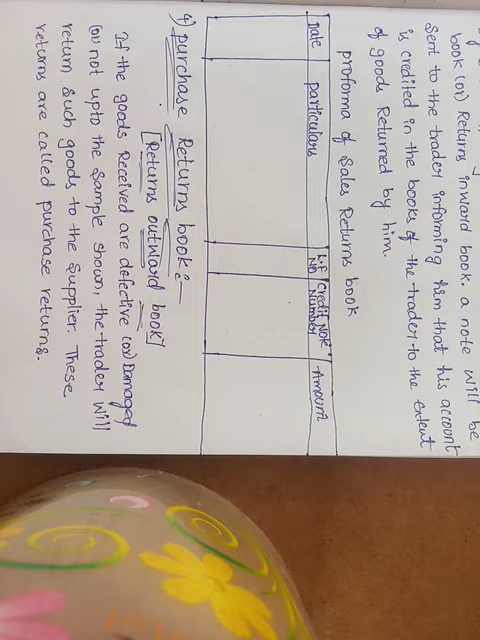 book (or) Returns inward book. a note will be
sent to the trader informing him that his account
is credited in the books of the trader to the extent
of goods Returned by him.
proforma of Sales Returns book
Date particulars L.F No Credit Note Number Amount
4) purchase Returns book :-
[Returns outward book]
If the goods Received are defective (or) Damaged
(or) not upto the sample shown, the trader will
return such goods to the supplier. These
returns are called purchase returns.